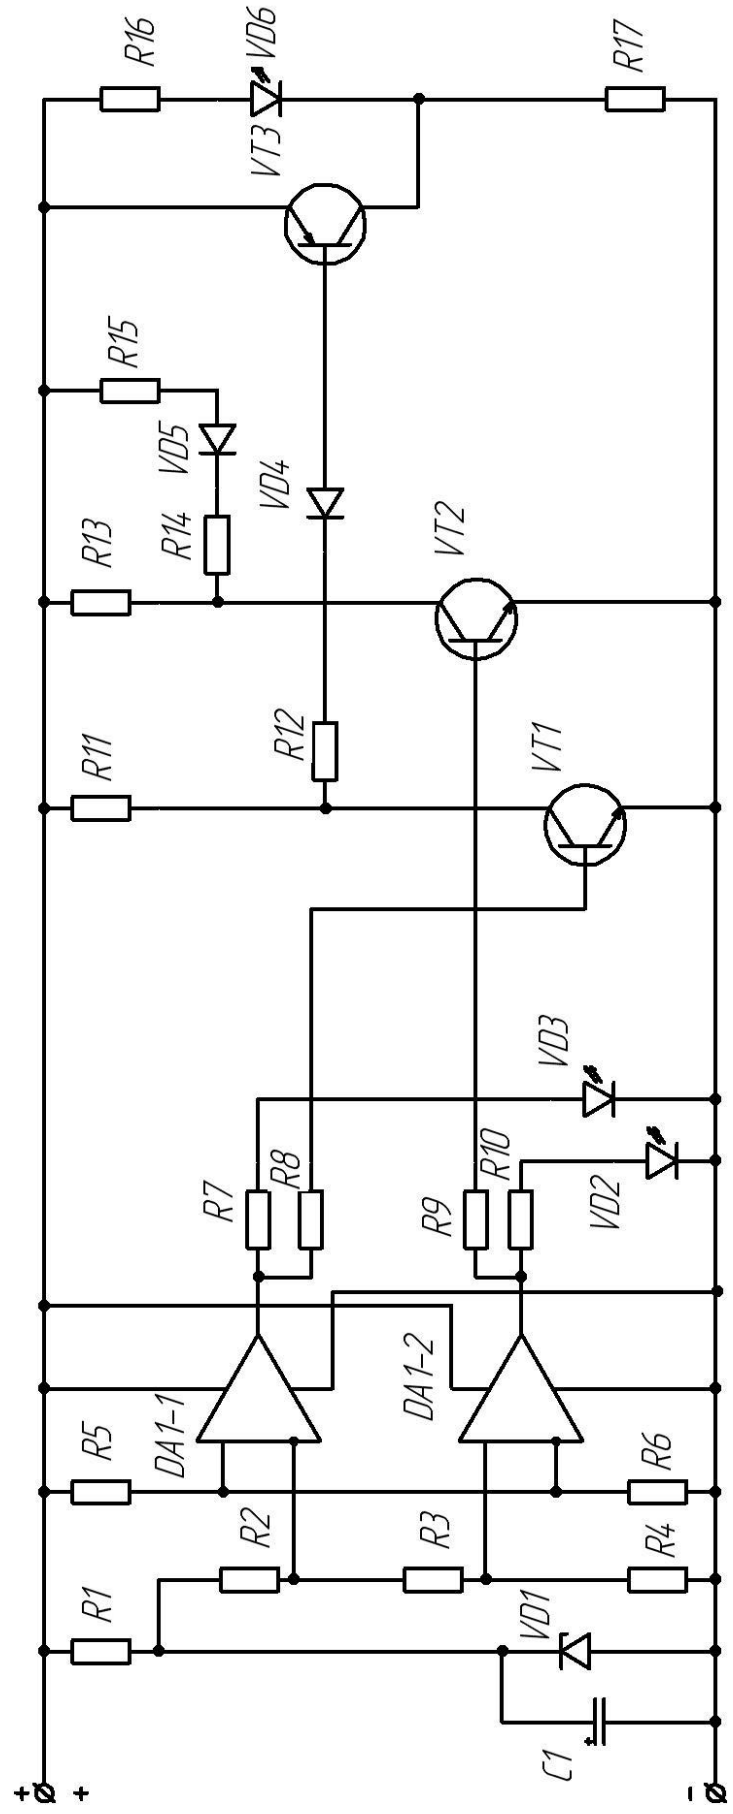 R16
VD6
R17
VT3
R15
VD5
VD4
R13
R14
VT2
R11
R12
VT1
VD3
R7
R8
R9
R10
VD2
DA1-1
DA1-2
R5
R6
R2
R3
R4
R1
VD1
C1
+
+
-